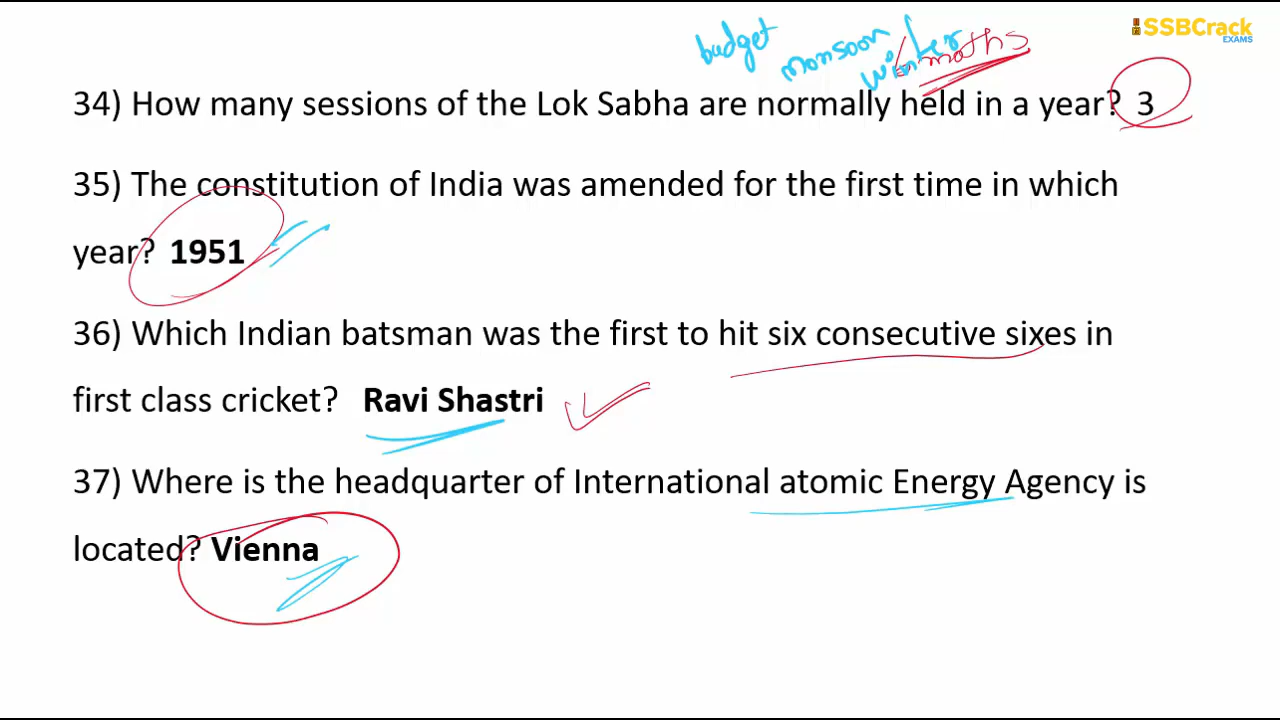 SSBCrack
EXAMS
budget monsoon winter
6 moths
34) How many sessions of the Lok Sabha are normally held in a year? 3
35) The constitution of India was amended for the first time in which
year? 1951
36) Which Indian batsman was the first to hit six consecutive sixes in
first class cricket? Ravi Shastri
37) Where is the headquarter of International atomic Energy Agency is
located? Vienna